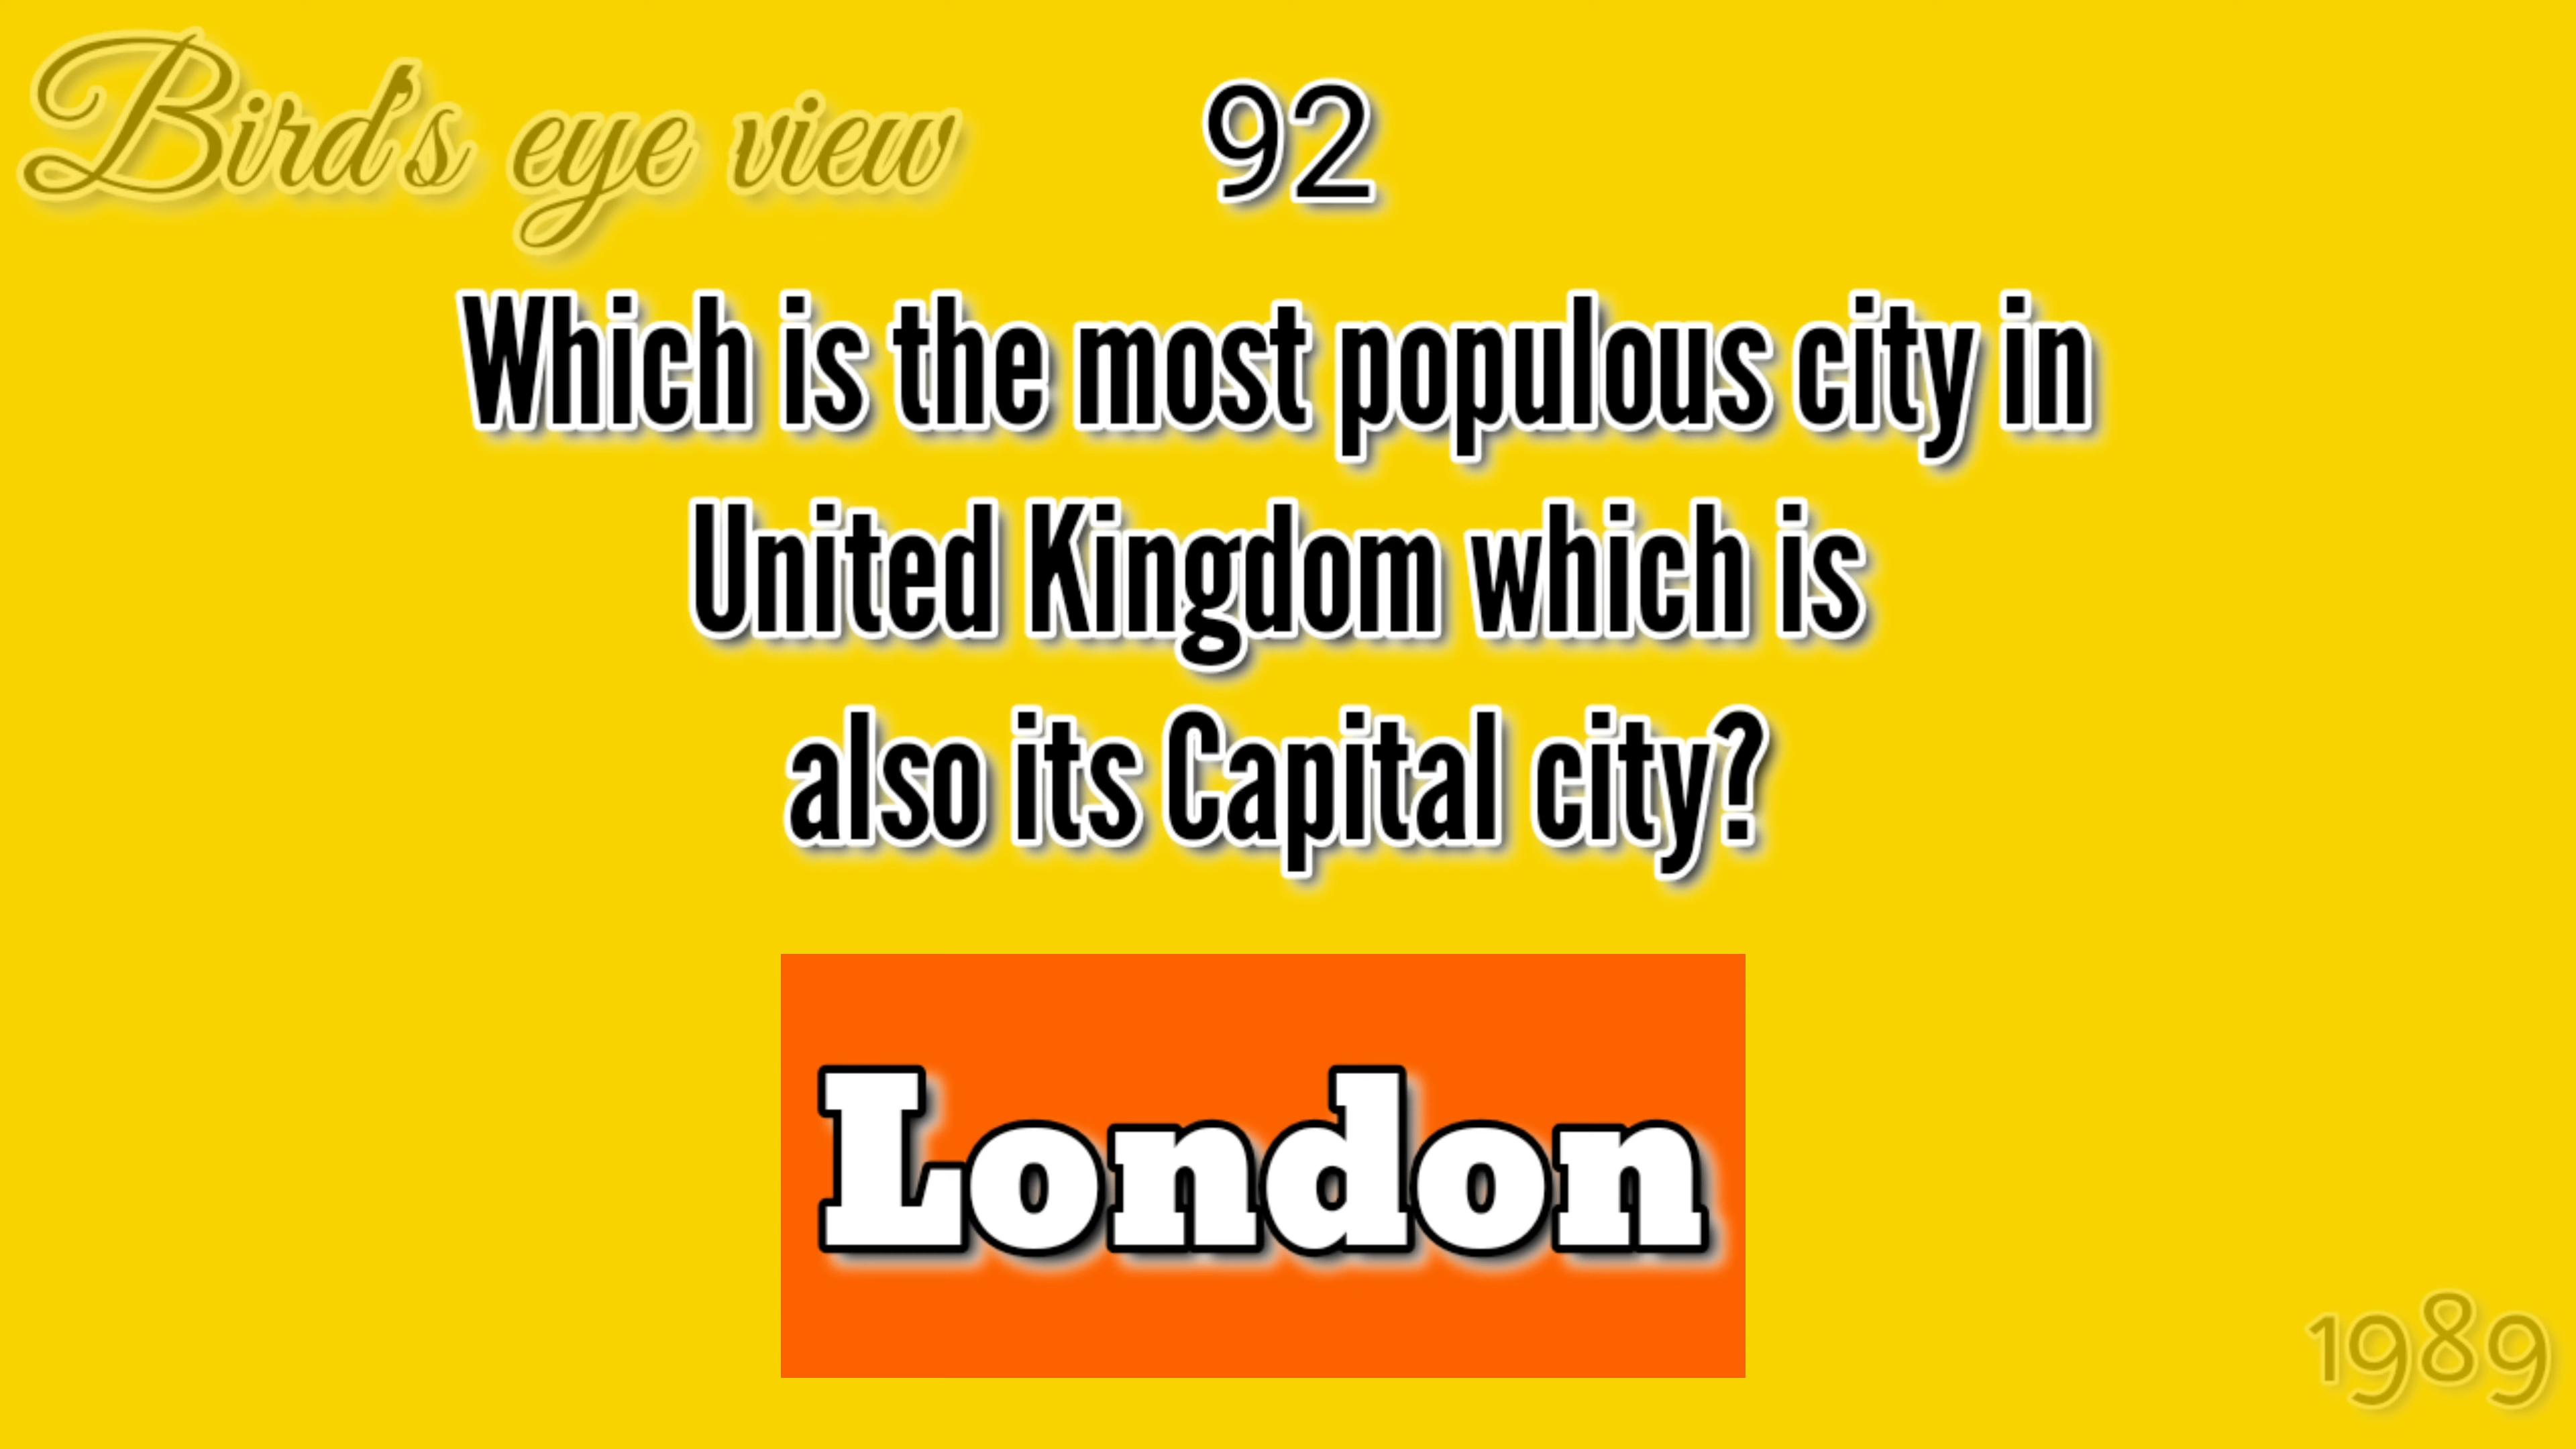 Bird's eye view
92
Which is the most populous city in
United Kingdom which is
also its Capital city?
London
1989